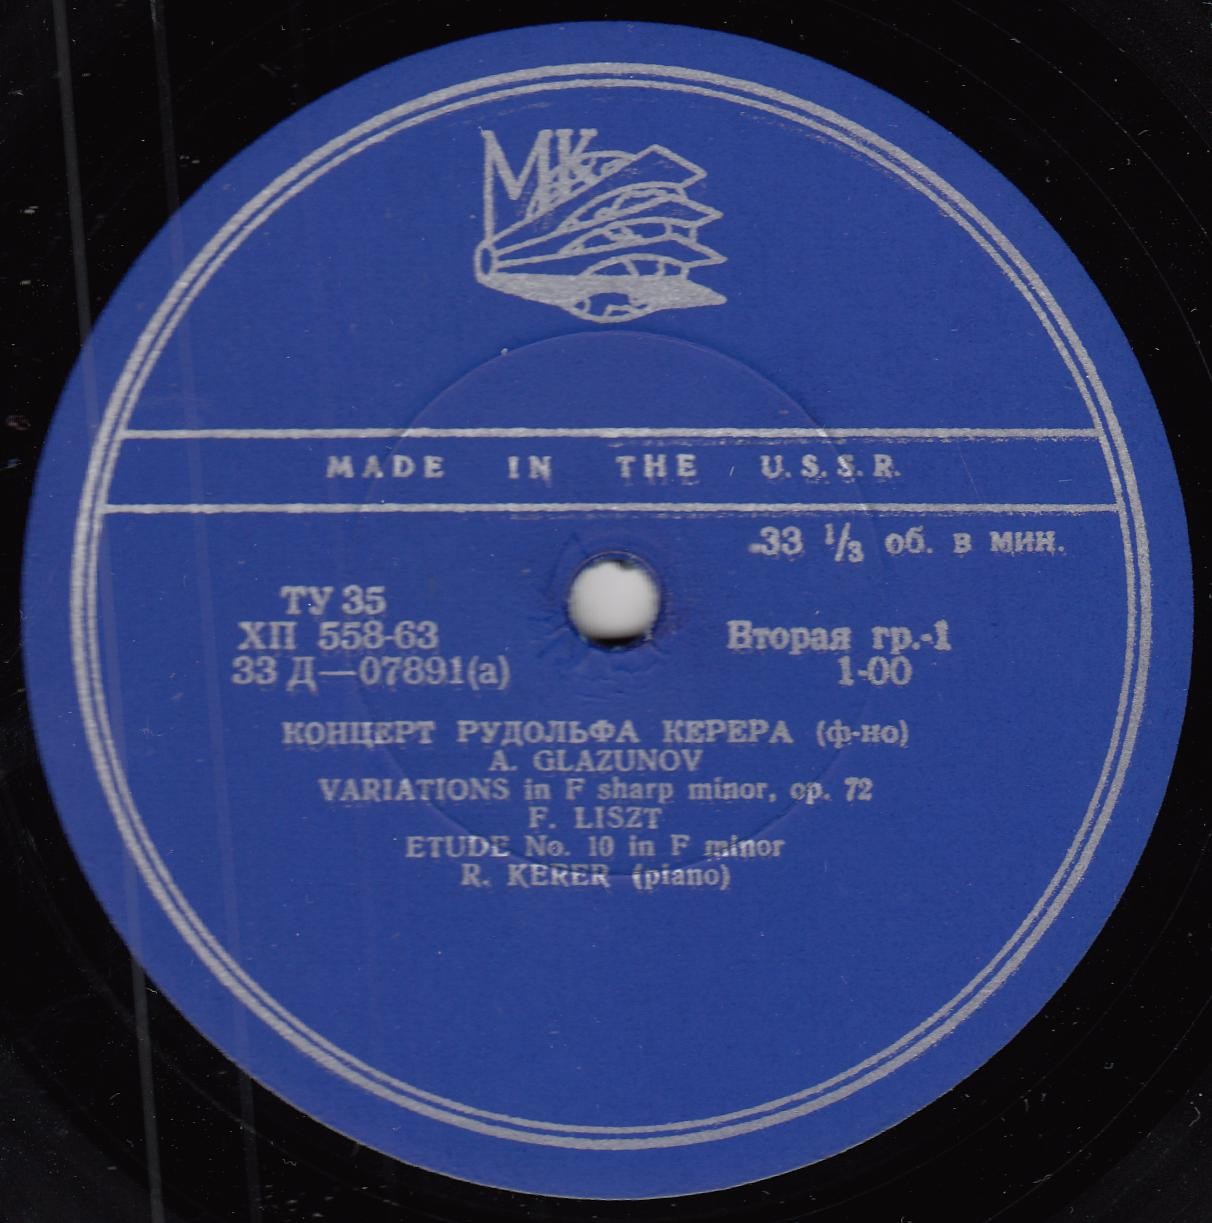 МК
MADE IN THE U.S.S.R.
33 1/3 об. в мин.
ТУ 35
ХП 558-63
33 Д—07891(а)
Вторая гр.-1
1-00
КОНЦЕРТ РУДОЛЬФА КЕРЕРА (ф-но)
A. GLAZUNOV
VARIATIONS in F sharp minor, op. 72
F. LISZT
ETUDE No. 10 in F minor
R. KERER (piano)